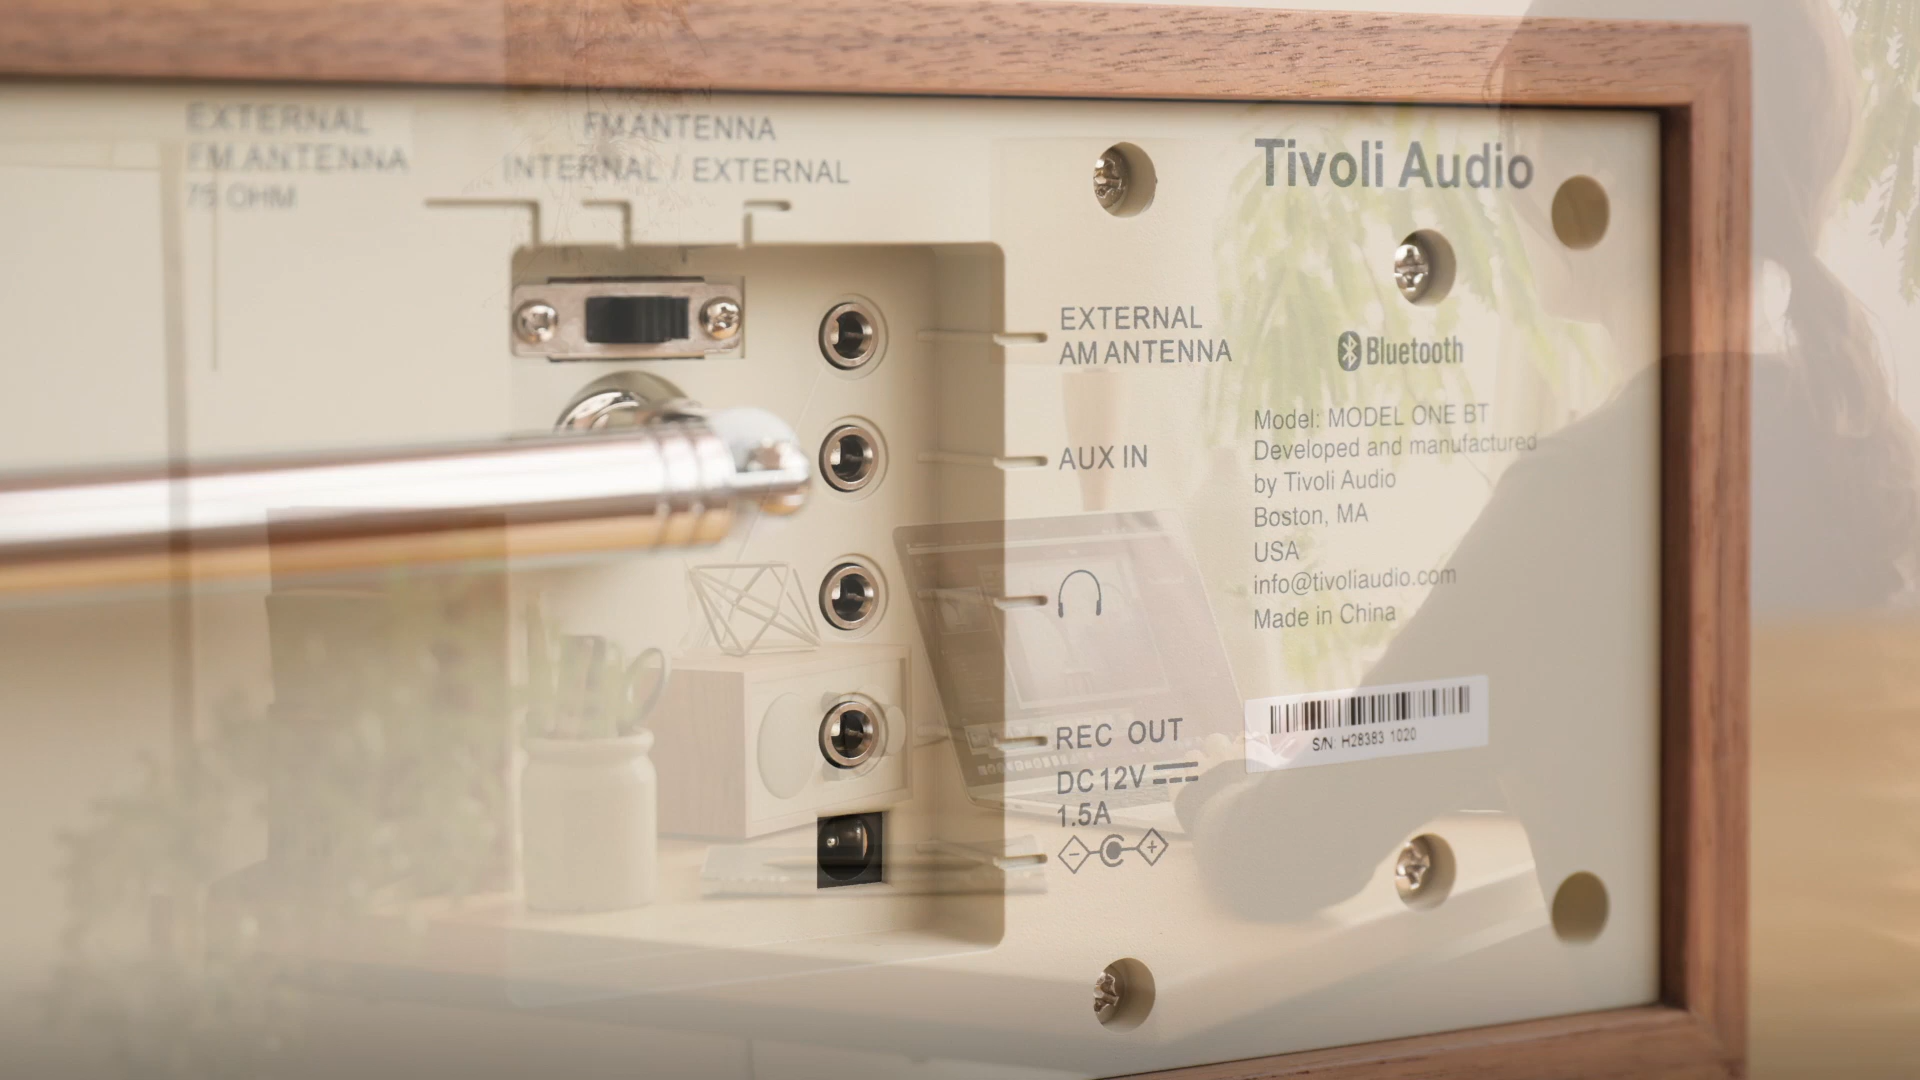 EXTERNAL
FM ANTENNA
75 OHM
FM ANTENNA
INTERNAL / EXTERNAL
EXTERNAL
AM ANTENNA
AUX IN
REC OUT
DC 12V
1.5A
Tivoli Audio
Bluetooth
Model: MODEL ONE BT
Developed and manufactured
by Tivoli Audio
Boston, MA
USA
info@tivoliaudio.com
Made in China
S/N: H28383 1020